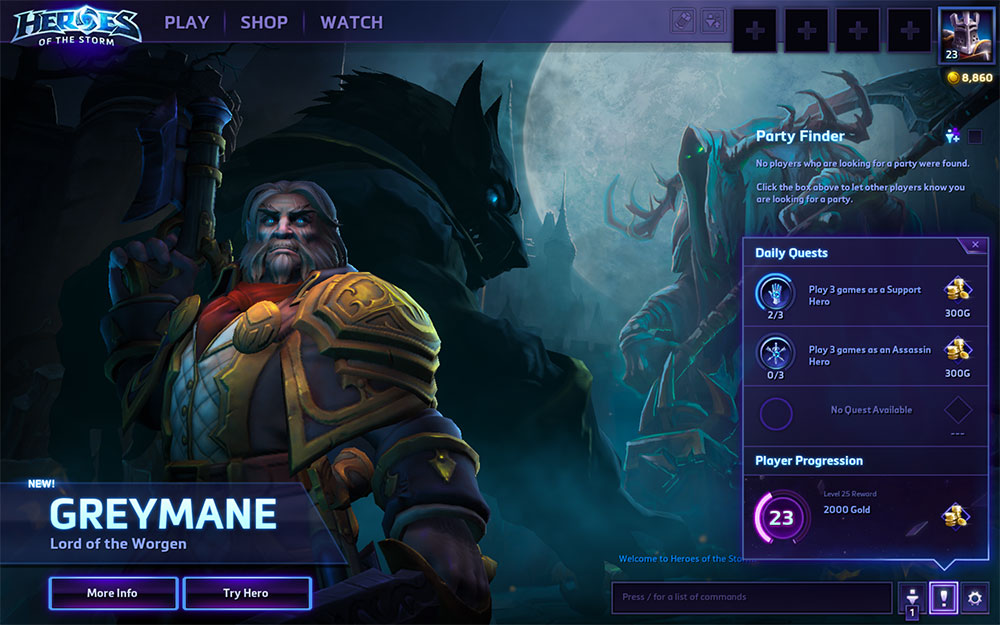 HEROES
OF THE STORM
PLAY
SHOP
WATCH
23
8,860
Party Finder
No players who are looking for a party were found.
Click the box above to let other players know you
are looking for a party.
Daily Quests
Play 3 games as a Support
Hero
2/3
300G
Play 3 games as an Assassin
Hero
0/3
300G
No Quest Available
---
Player Progression
Level 25 Reward
2000 Gold
23
NEW!
GREYMANE
Lord of the Worgen
More Info
Try Hero
Welcome to Heroes of the
Press / for a list of commands
1